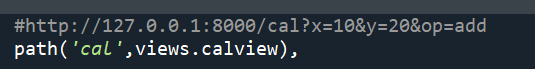 #http://127.0.0.1:8000/cal?x=10&y=20&op=add
path('cal',views.calview),